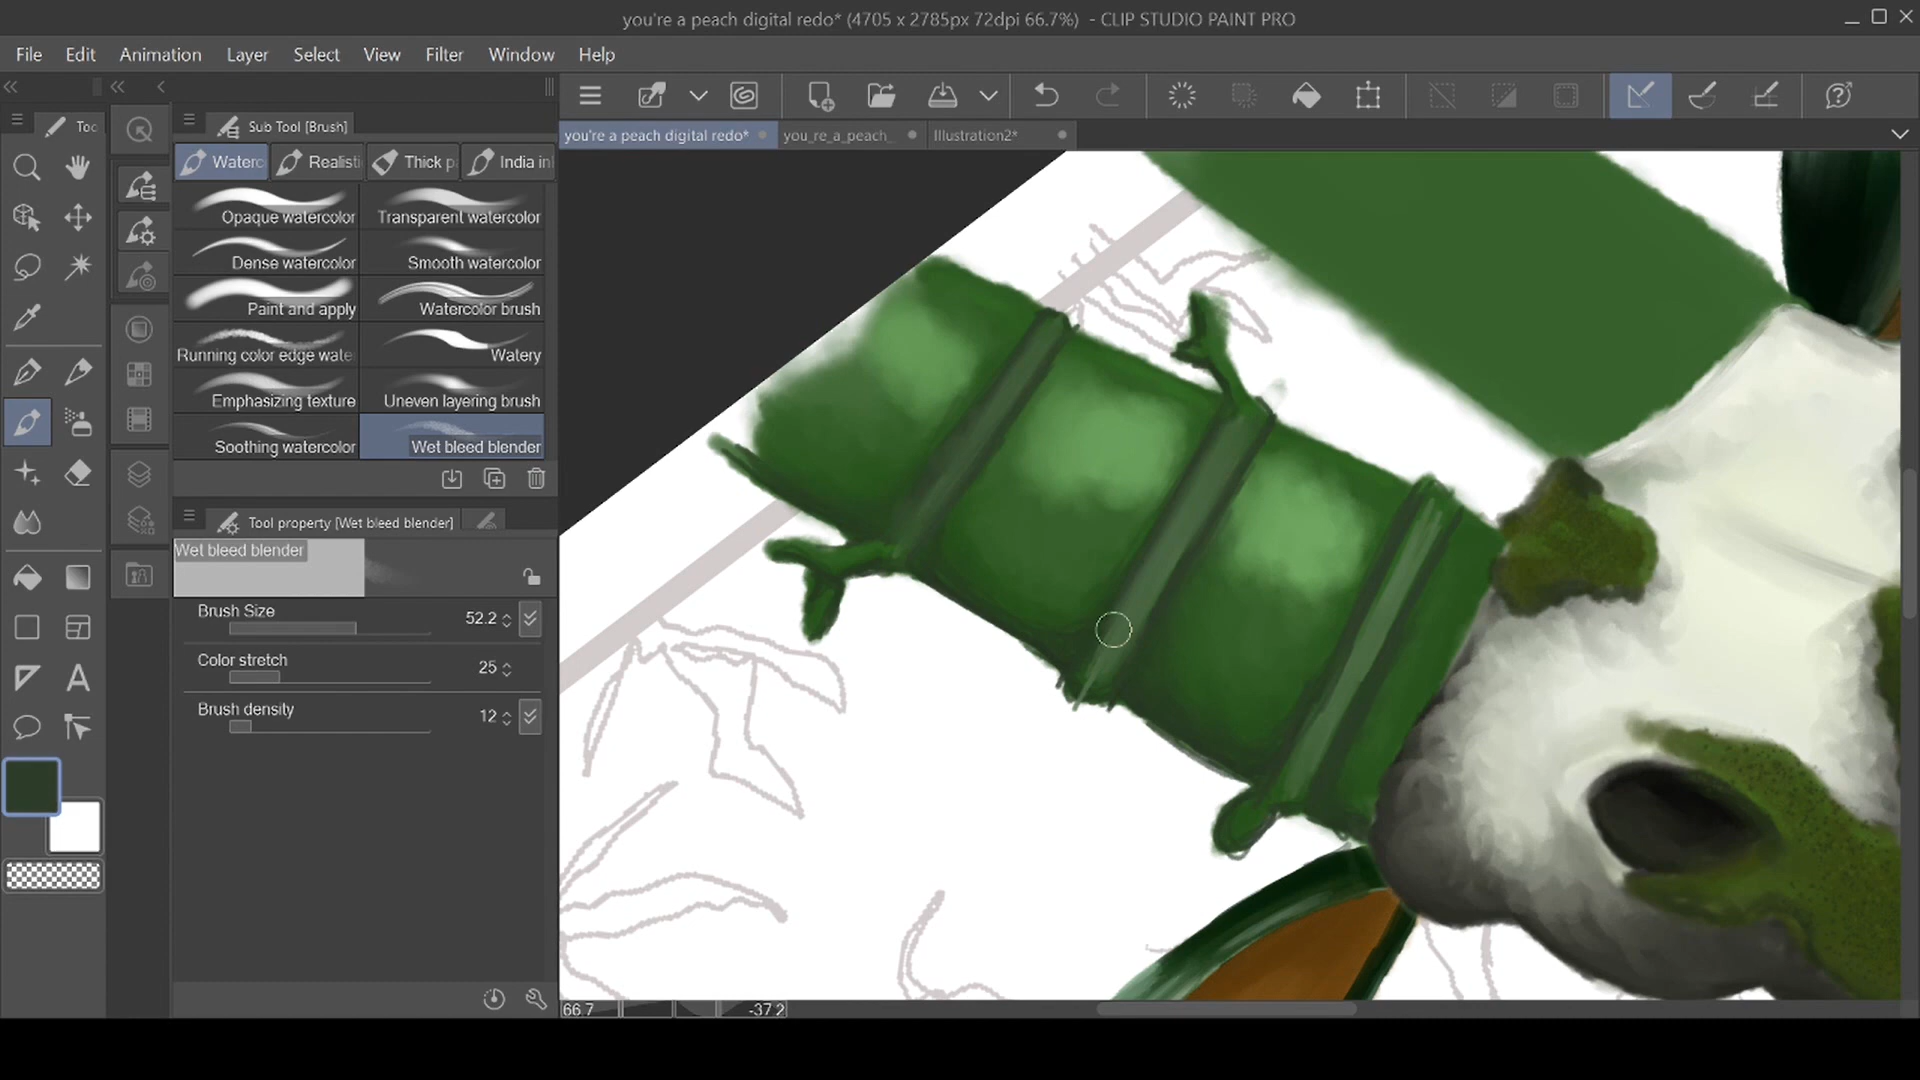 you're a peach digital redo* (4705 x 2785px 72dpi 66.7%) - CLIP STUDIO PAINT PRO
File Edit Animation Layer Select View Filter Window Help
you're a peach digital redo* you_re_a_peach_ Illustration2*
Too
Sub Tool [Brush]
Waterc Realisti Thick p India in
Opaque watercolor Transparent watercolor
Dense watercolor Smooth watercolor
Paint and apply Watercolor brush
Running color edge wate Watery
Emphasizing texture Uneven layering brush
Soothing watercolor Wet bleed blender
Tool property [Wet bleed blender]
Wet bleed blender
Brush Size 52.2
Color stretch 25
Brush density 12
A
66.7 -37.2